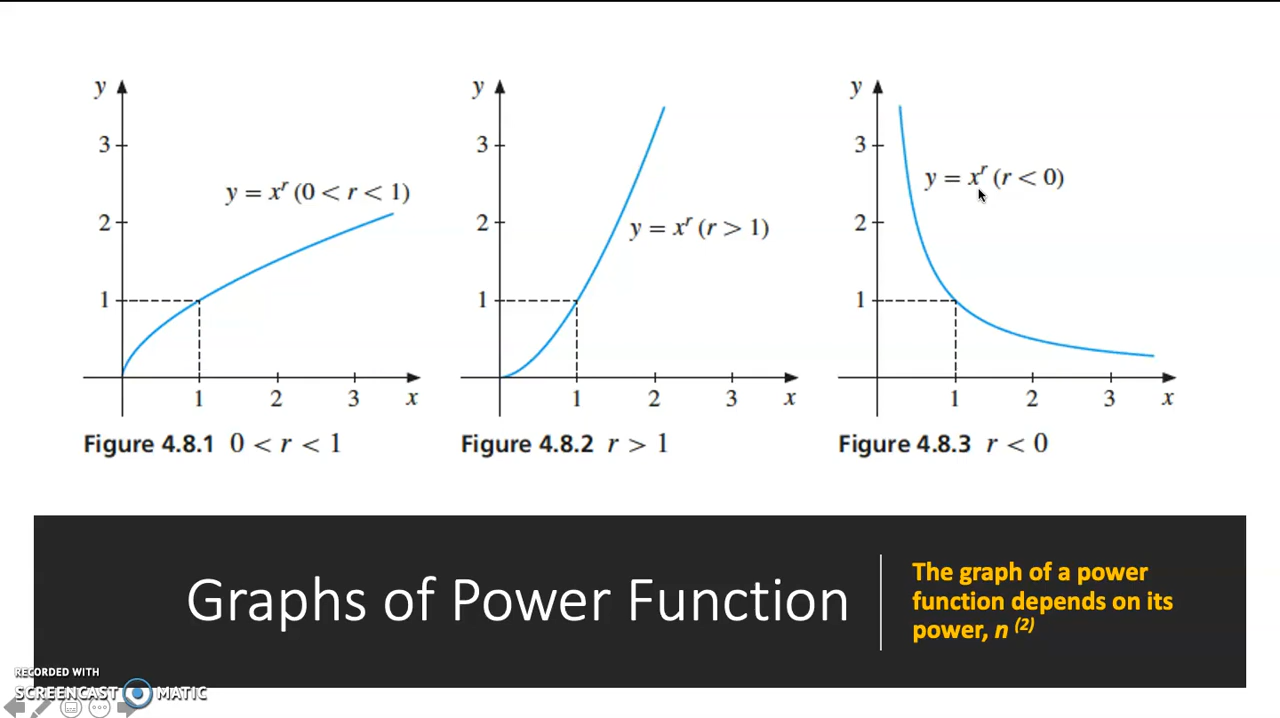 y
3
2
1
y = xʳ (0 < r < 1)
1 2 3 x
Figure 4.8.1 0 < r < 1
y
3
2
1
y = xʳ (r > 1)
1 2 3 x
Figure 4.8.2 r > 1
y
3
2
1
y = xʳ (r < 0)
1 2 3 x
Figure 4.8.3 r < 0
Graphs of Power Function
The graph of a power
function depends on its
power, n ⁽²⁾
RECORDED WITH
SCREENCAST MATIC